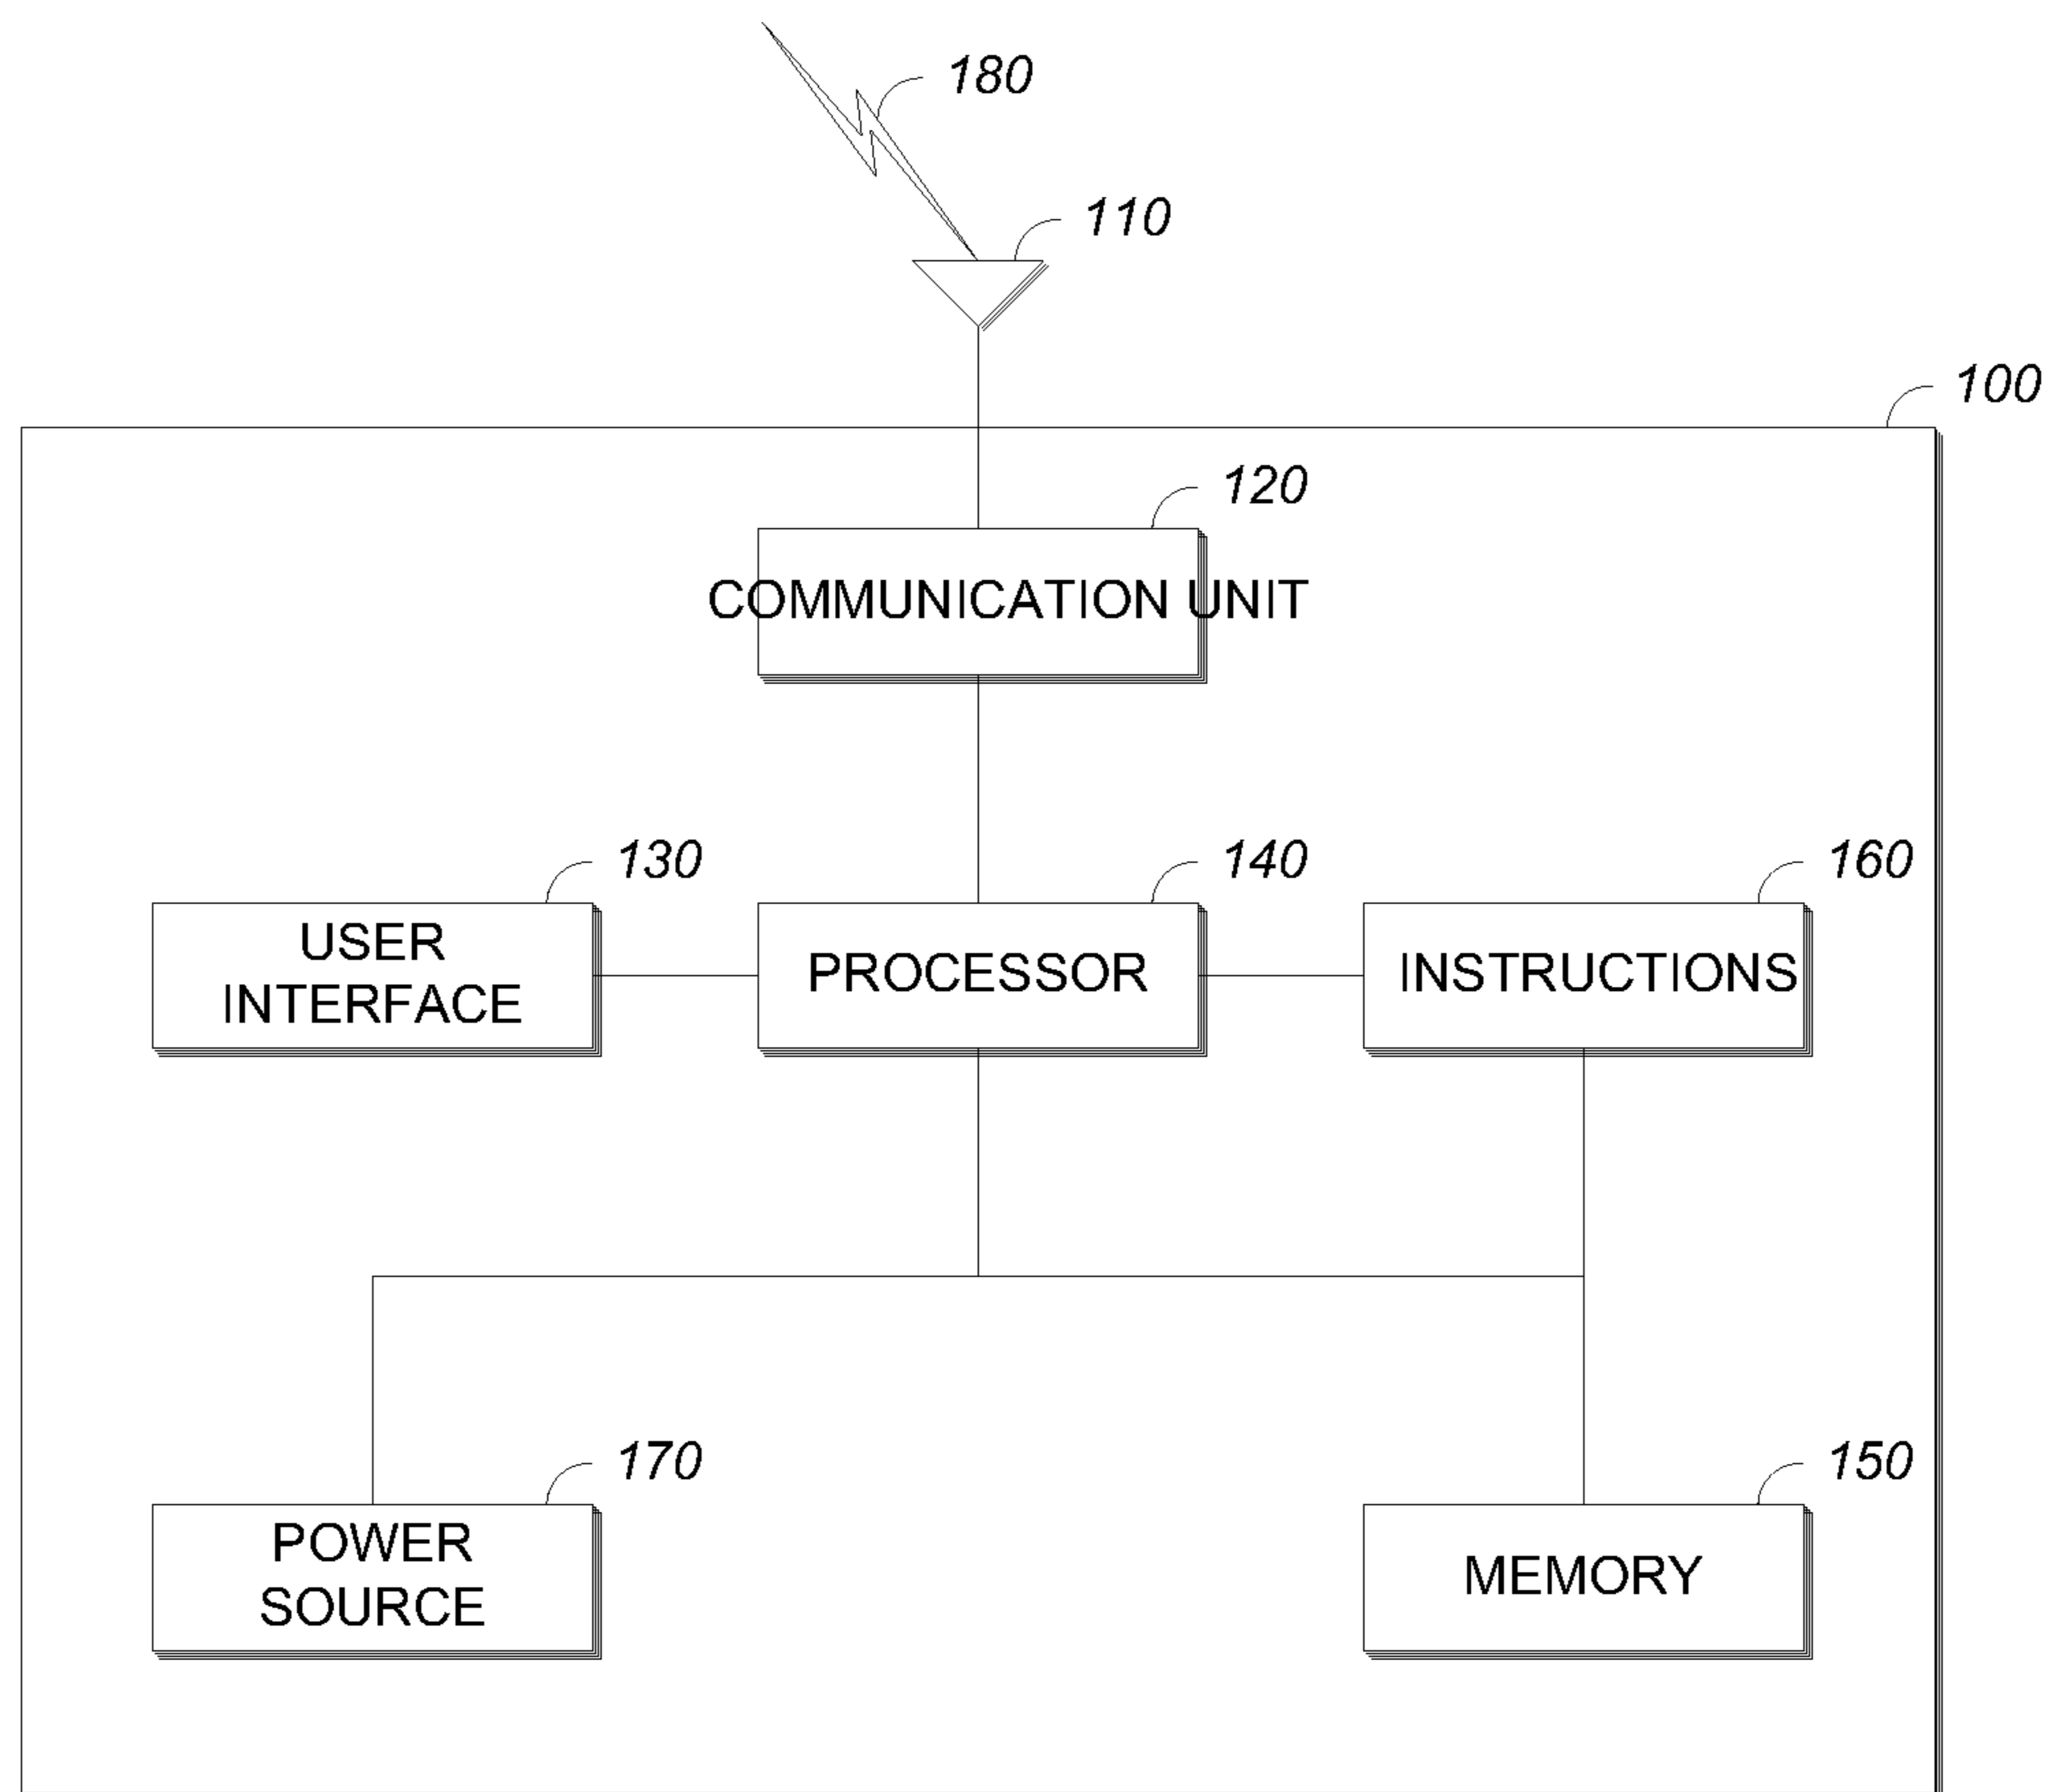 180
110
100
120
COMMUNICATION UNIT
130
140
160
USER
INTERFACE
PROCESSOR
INSTRUCTIONS
170
150
POWER
SOURCE
MEMORY